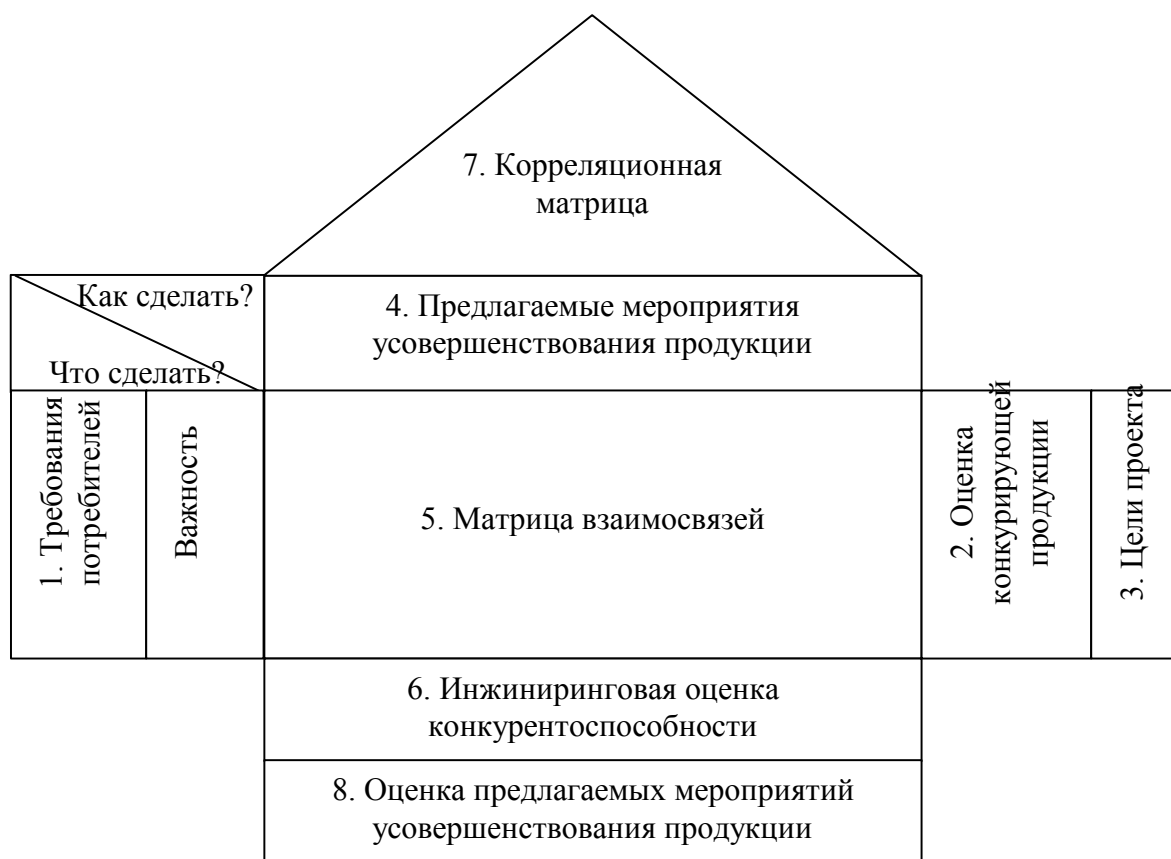 7. Корреляционная
матрица
Как сделать?
Что сделать?
4. Предлагаемые мероприятия
усовершенствования продукции
1. Требования
потребителей
Важность
5. Матрица взаимосвязей
2. Оценка
конкурирующей
продукции
3. Цели проекта
6. Инжиниринговая оценка
конкурентоспособности
8. Оценка предлагаемых мероприятий
усовершенствования продукции